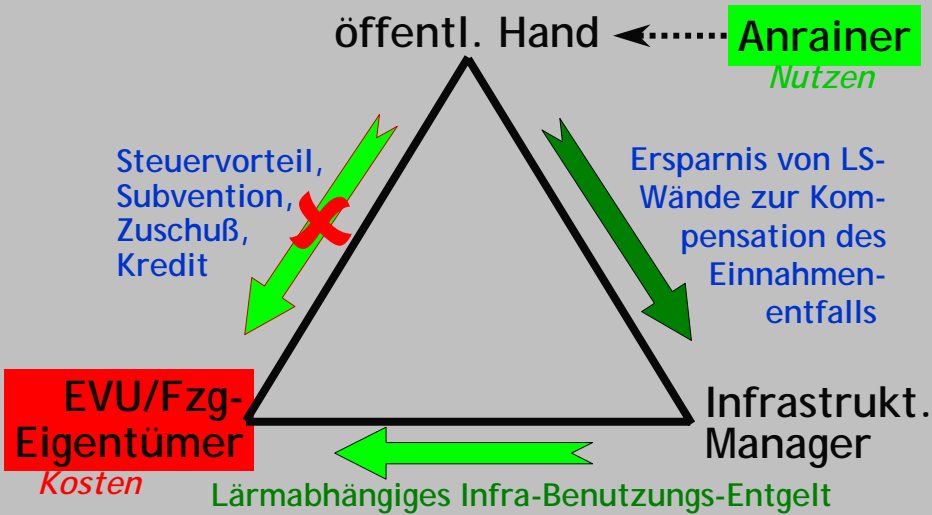 öffentl. Hand
Anrainer
Nutzen
Steuervorteil,
Subvention,
Zuschuß,
Kredit
Ersparnis von LS-
Wände zur Kom-
pensation des
Einnahmen-
entfalls
EVU/Fzg-
Eigentümer
Kosten
Infrastrukt.
Manager
Lärmabhängiges Infra-Benutzungs-Entgelt